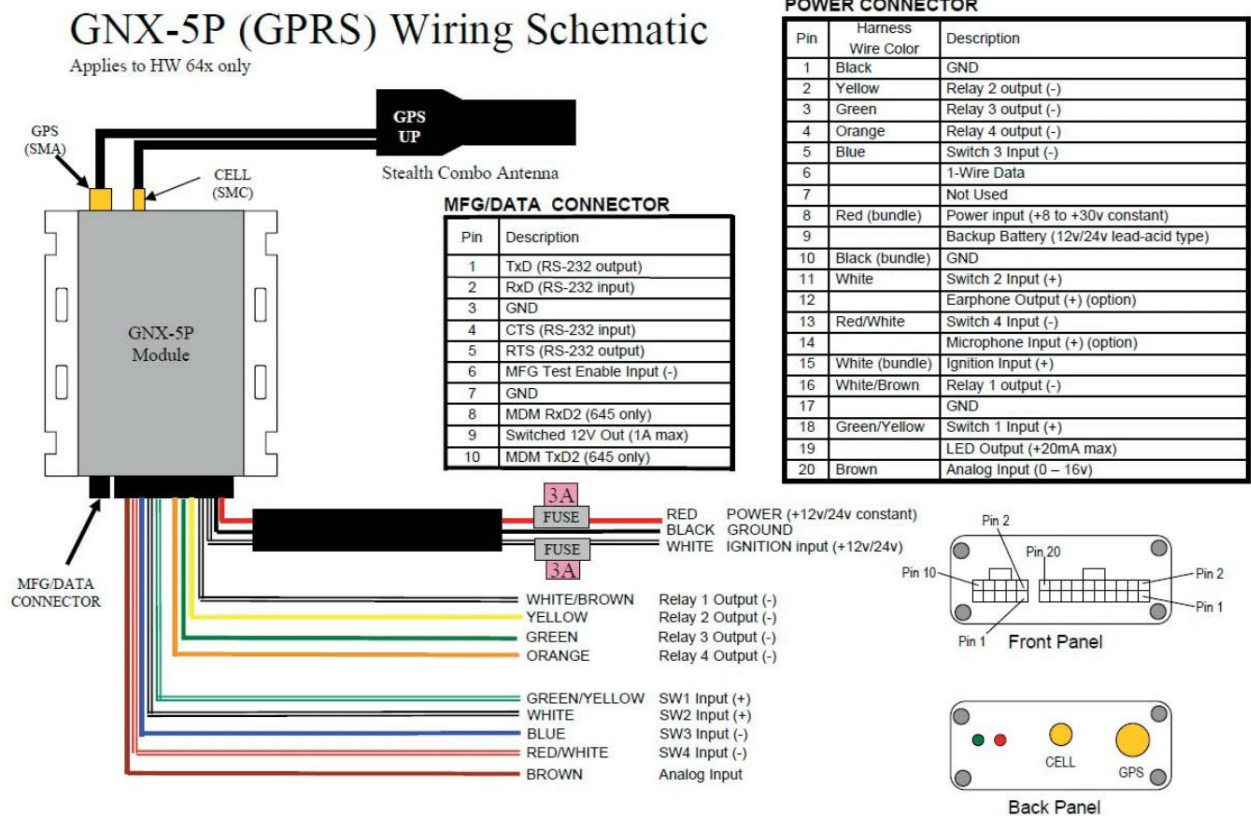 GNX-5P (GPRS) Wiring Schematic
Applies to HW 64x only
GPS
(SMA)
CELL
(SMC)
GPS
UP
Stealth Combo Antenna
GNX-5P
Module
MFG/DATA
CONNECTOR
MFG/DATA CONNECTOR
Pin Description
1 TxD (RS-232 output)
2 RxD (RS-232 input)
3 GND
4 CTS (RS-232 input)
5 RTS (RS-232 output)
6 MFG Test Enable Input (-)
7 GND
8 MDM RxD2 (645 only)
9 Switched 12V Out (1A max)
10 MDM TxD2 (645 only)
POWER CONNECTOR
Pin Harness Wire Color Description
1 Black GND
2 Yellow Relay 2 output (-)
3 Green Relay 3 output (-)
4 Orange Relay 4 output (-)
5 Blue Switch 3 Input (-)
6 1-Wire Data
7 Not Used
8 Red (bundle) Power input (+8 to +30v constant)
9 Backup Battery (12v/24v lead-acid type)
10 Black (bundle) GND
11 White Switch 2 Input (+)
12 Earphone Output (+) (option)
13 Red/White Switch 4 Input (-)
14 Microphone Input (+) (option)
15 White (bundle) Ignition Input (+)
16 White/Brown Relay 1 output (-)
17 GND
18 Green/Yellow Switch 1 Input (+)
19 LED Output (+20mA max)
20 Brown Analog Input (0 – 16v)
3A
FUSE
FUSE
3A
RED POWER (+12v/24v constant)
BLACK GROUND
WHITE IGNITION input (+12v/24v)
WHITE/BROWN Relay 1 Output (-)
YELLOW Relay 2 Output (-)
GREEN Relay 3 Output (-)
ORANGE Relay 4 Output (-)
GREEN/YELLOW SW1 Input (+)
WHITE SW2 Input (+)
BLUE SW3 Input (-)
RED/WHITE SW4 Input (-)
BROWN Analog Input
Pin 2
Pin 20
Pin 10
Pin 2
Pin 1
Pin 1
Front Panel
CELL
GPS
Back Panel